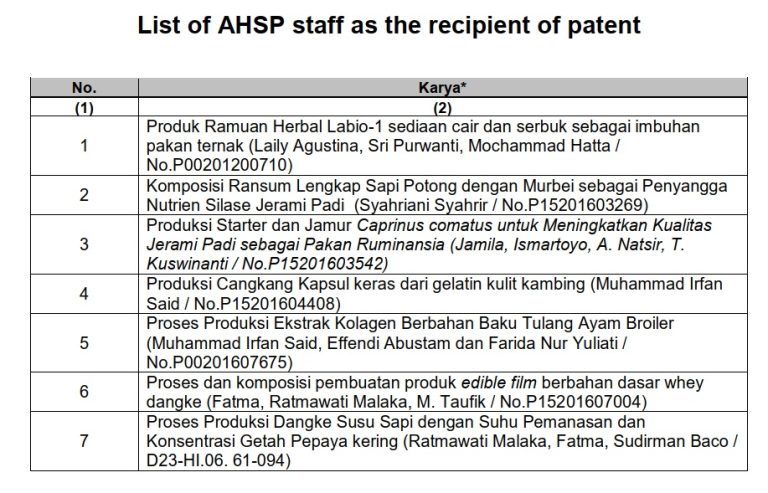 List of AHSP staff as the recipient of patent
No. Karya*
(1) (2)
1 Produk Ramuan Herbal Labio-1 sediaan cair dan serbuk sebagai imbuhan
pakan ternak (Laily Agustina, Sri Purwanti, Mochammad Hatta /
No.P00201200710)
2 Komposisi Ransum Lengkap Sapi Potong dengan Murbei sebagai Penyangga
Nutrien Silase Jerami Padi (Syahriani Syahrir / No.P15201603269)
3 Produksi Starter dan Jamur Caprinus comatus untuk Meningkatkan Kualitas
Jerami Padi sebagai Pakan Ruminansia (Jamila, Ismartoyo, A. Natsir, T.
Kuswinanti / No.P15201603542)
4 Produksi Cangkang Kapsul keras dari gelatin kulit kambing (Muhammad Irfan
Said / No.P15201604408)
5 Proses Produksi Ekstrak Kolagen Berbahan Baku Tulang Ayam Broiler
(Muhammad Irfan Said, Effendi Abustam dan Farida Nur Yuliati /
No.P00201607675)
6 Proses dan komposisi pembuatan produk edible film berbahan dasar whey
dangke (Fatma, Ratmawati Malaka, M. Taufik / No.P15201607004)
7 Proses Produksi Dangke Susu Sapi dengan Suhu Pemanasan dan
Konsentrasi Getah Pepaya kering (Ratmawati Malaka, Fatma, Sudirman Baco /
D23-HI.06. 61-094)